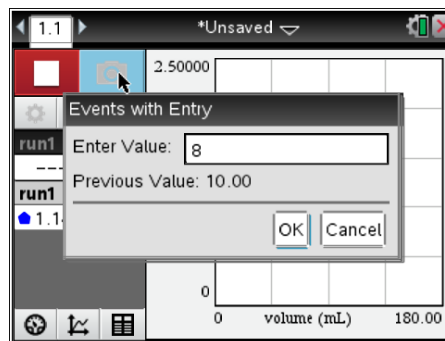 1.1
*Unsaved
2.50000
Events with Entry
Enter Value: 8
Previous Value: 10.00
OK Cancel
run1
---
run1
1.1
0
0 volume (mL) 180.00